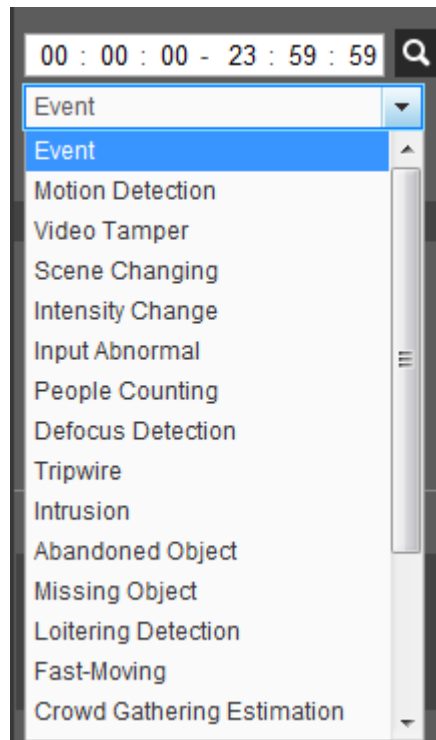 00 : 00 : 00 - 23 : 59 : 59
Event
Event
Motion Detection
Video Tamper
Scene Changing
Intensity Change
Input Abnormal
People Counting
Defocus Detection
Tripwire
Intrusion
Abandoned Object
Missing Object
Loitering Detection
Fast-Moving
Crowd Gathering Estimation